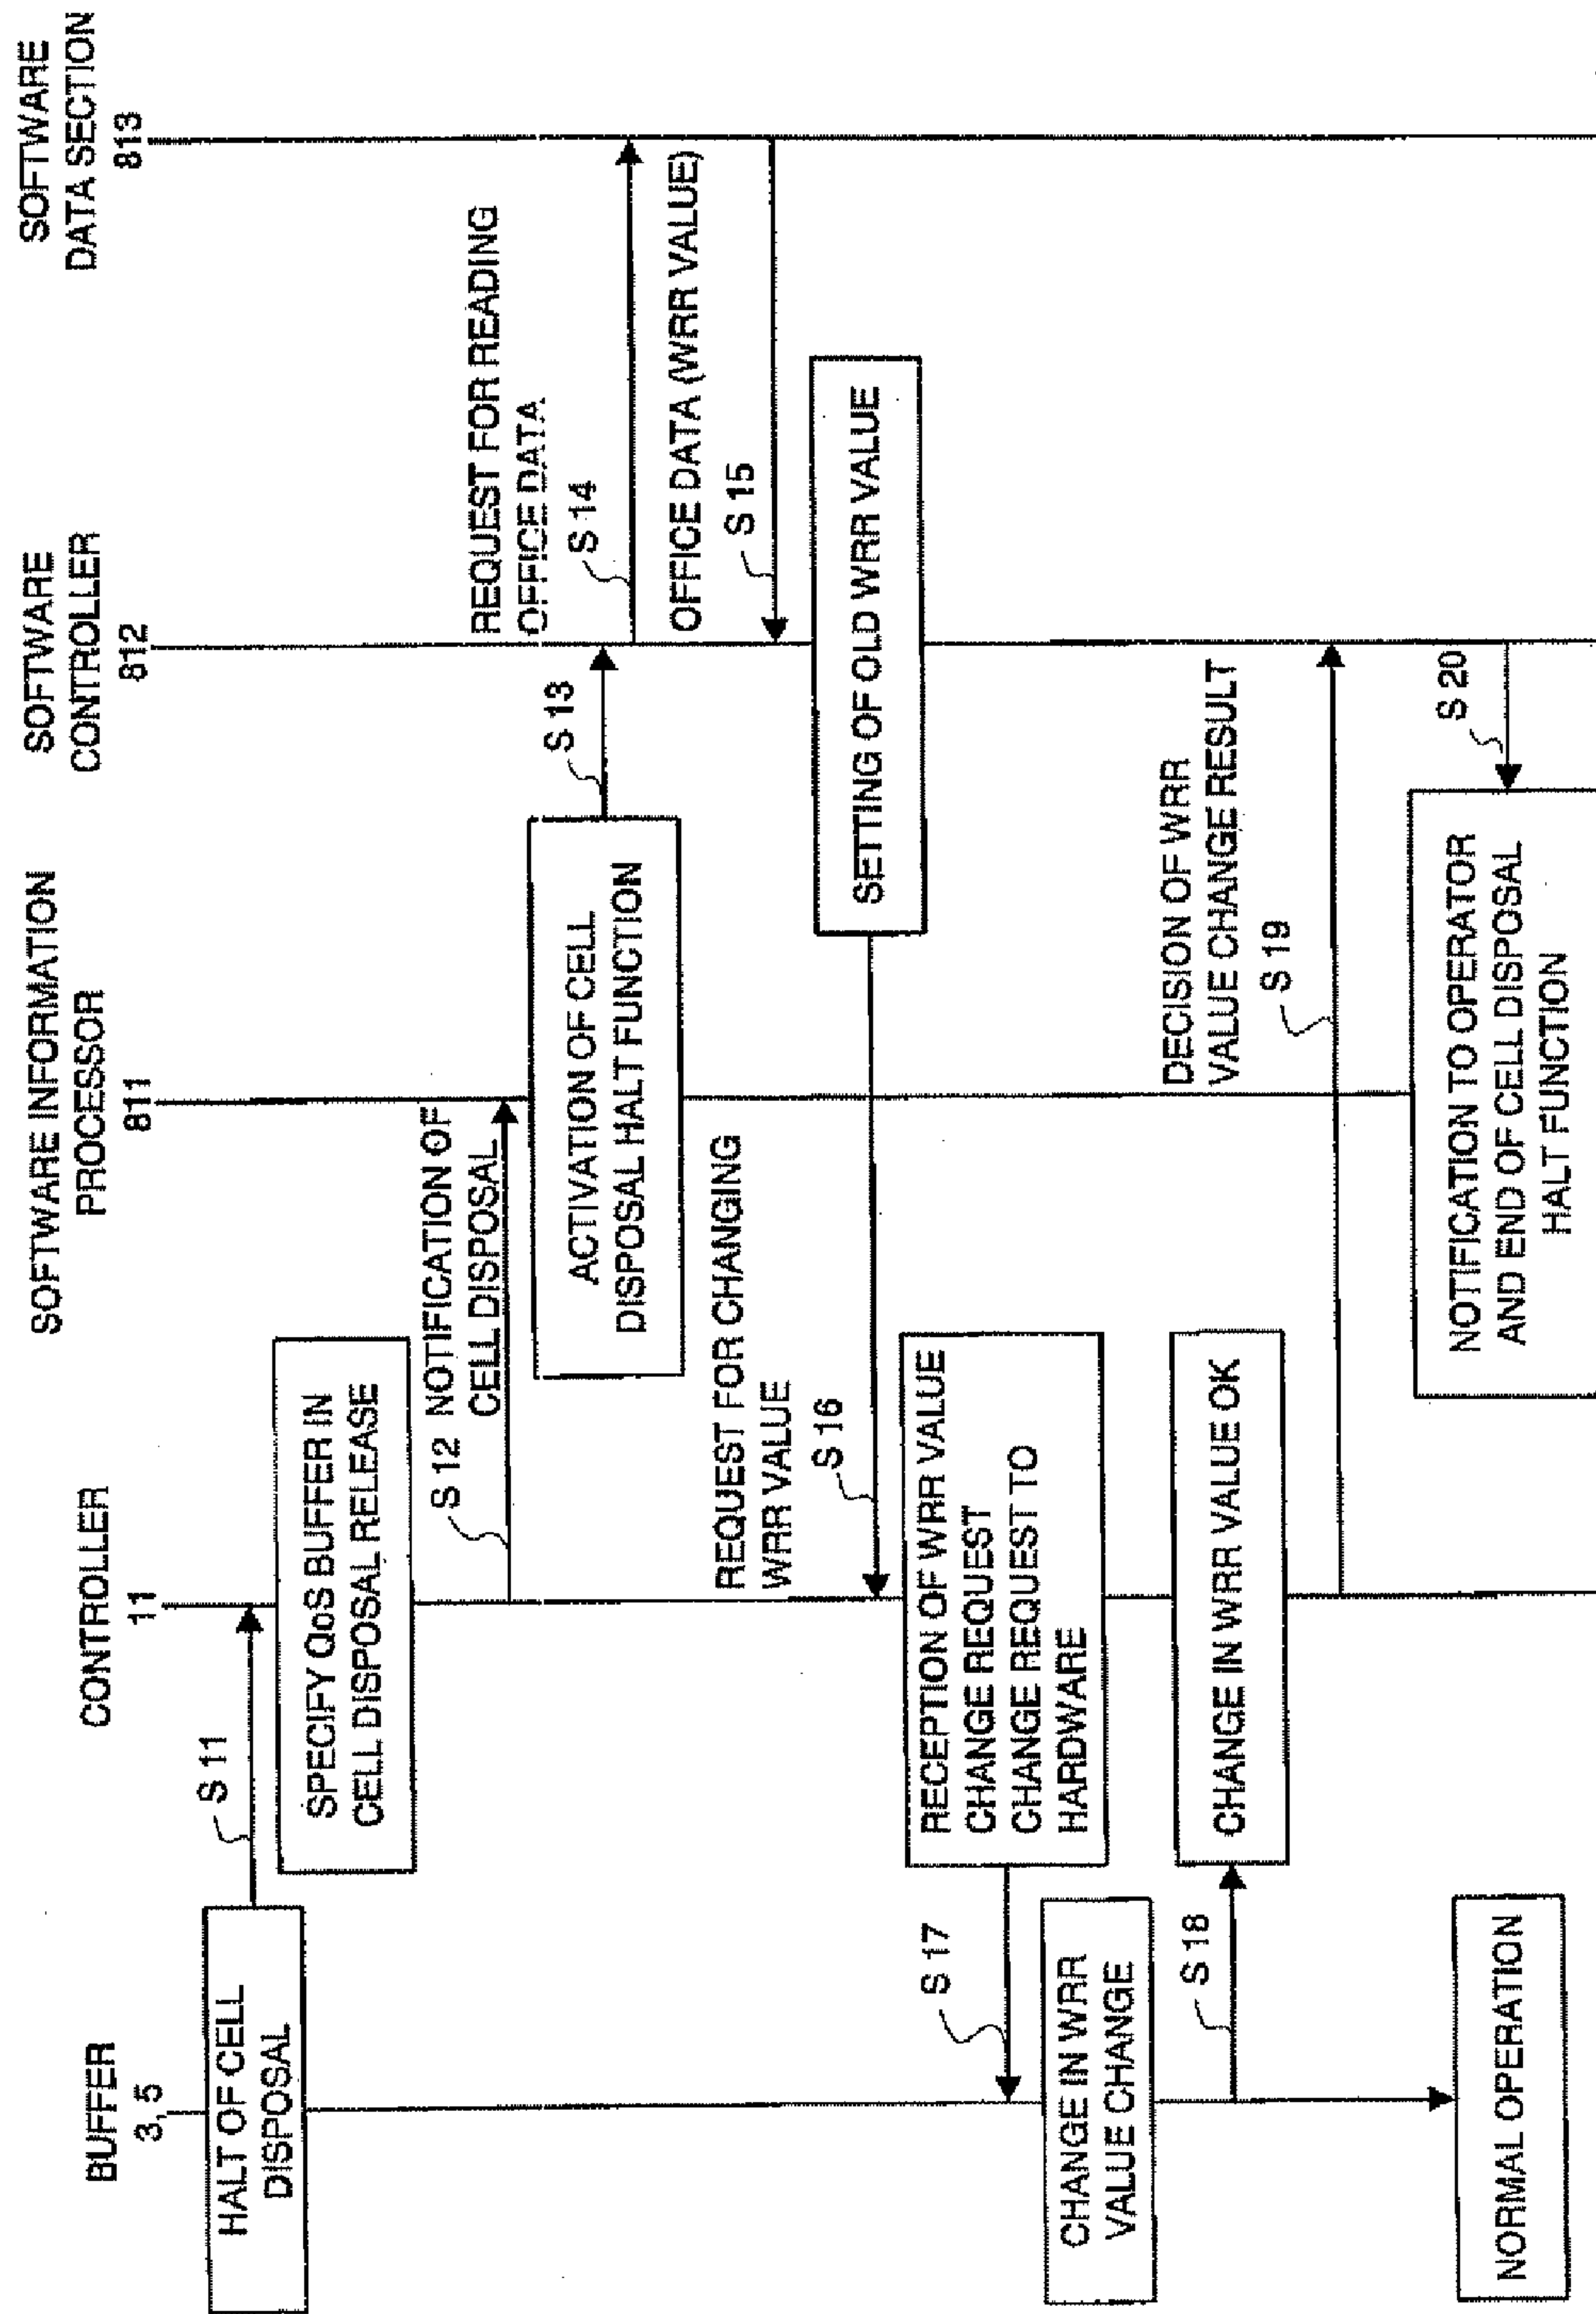 BUFFER
3, 5
CONTROLLER
11
SOFTWARE INFORMATION
PROCESSOR
811
SOFTWARE
CONTROLLER
812
SOFTWARE
DATA SECTION
813
HALT OF CELL
DISPOSAL
S 11
SPECIFY QoS BUFFER IN
CELL DISPOSAL RELEASE
S 12
NOTIFICATION OF
CELL DISPOSAL
ACTIVATION OF CELL
DISPOSAL HALT FUNCTION
S 13
REQUEST FOR READING
OFFICE DATA
S 14
OFFICE DATA (WRR VALUE)
S 15
SETTING OF OLD WRR VALUE
REQUEST FOR CHANGING
WRR VALUE
S 16
RECEPTION OF WRR VALUE
CHANGE REQUEST
CHANGE REQUEST TO
HARDWARE
S 17
CHANGE IN WRR
VALUE CHANGE
S 18
CHANGE IN WRR VALUE OK
DECISION OF WRR
VALUE CHANGE RESULT
S 19
S 20
NOTIFICATION TO OPERATOR
AND END OF CELL DISPOSAL
HALT FUNCTION
NORMAL OPERATION